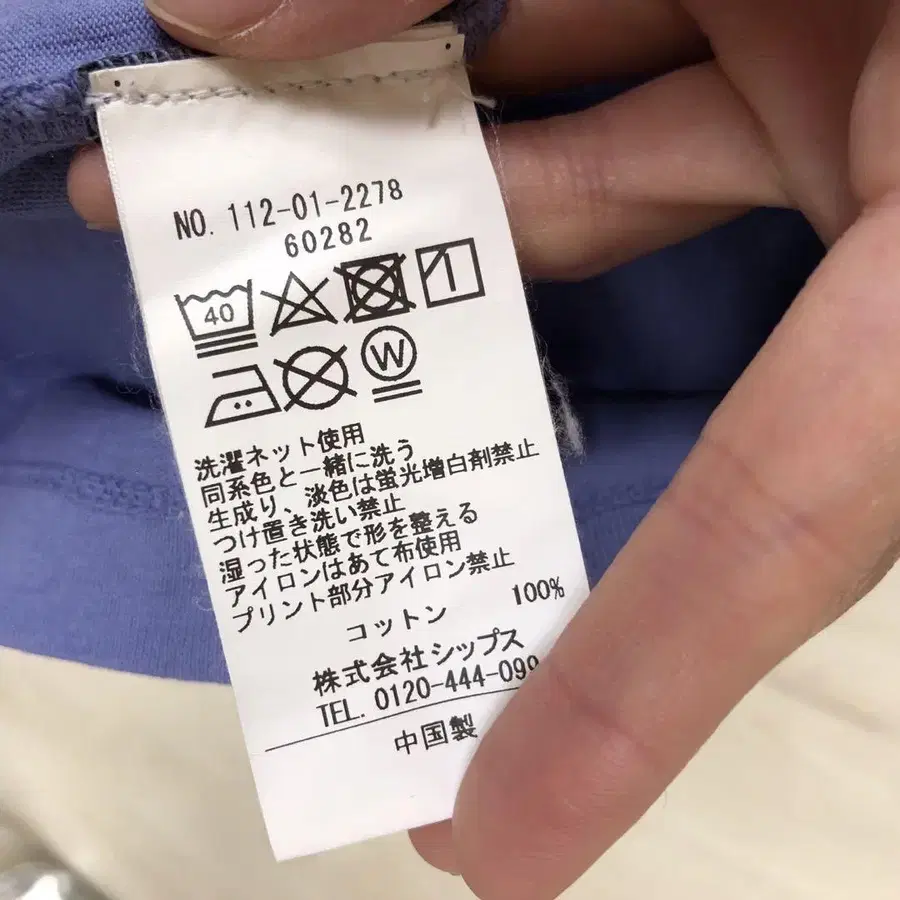 NO. 112-01-2278
60282
40
W
洗濯ネット使用
同系色と一緒に洗う
生成り、淡色は蛍光増白剤禁止
つけ置き洗い禁止
湿った状態で形を整える
アイロンはあて布使用
プリント部分アイロン禁止
コットン 100%
株式会社シップス
TEL. 0120-444-099
中国製